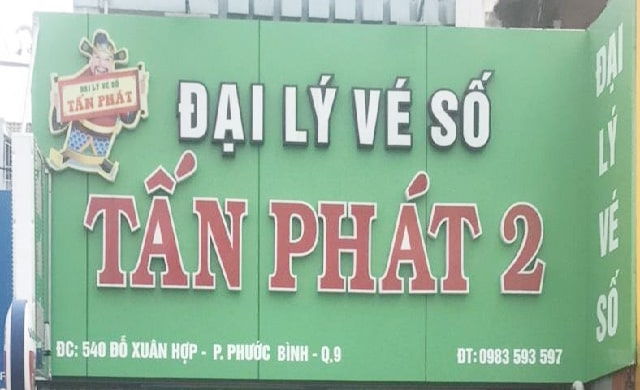 ĐẠI LÝ VÉ SỐ
TẤN PHÁT
ĐẠI LÝ VÉ SỐ
TẤN PHÁT 2
ĐC: 540 ĐỖ XUÂN HỢP - P. PHƯỚC BÌNH - Q,9
ĐT: 0983 593 597
ĐẠI
LÝ
VÉ
SỐ